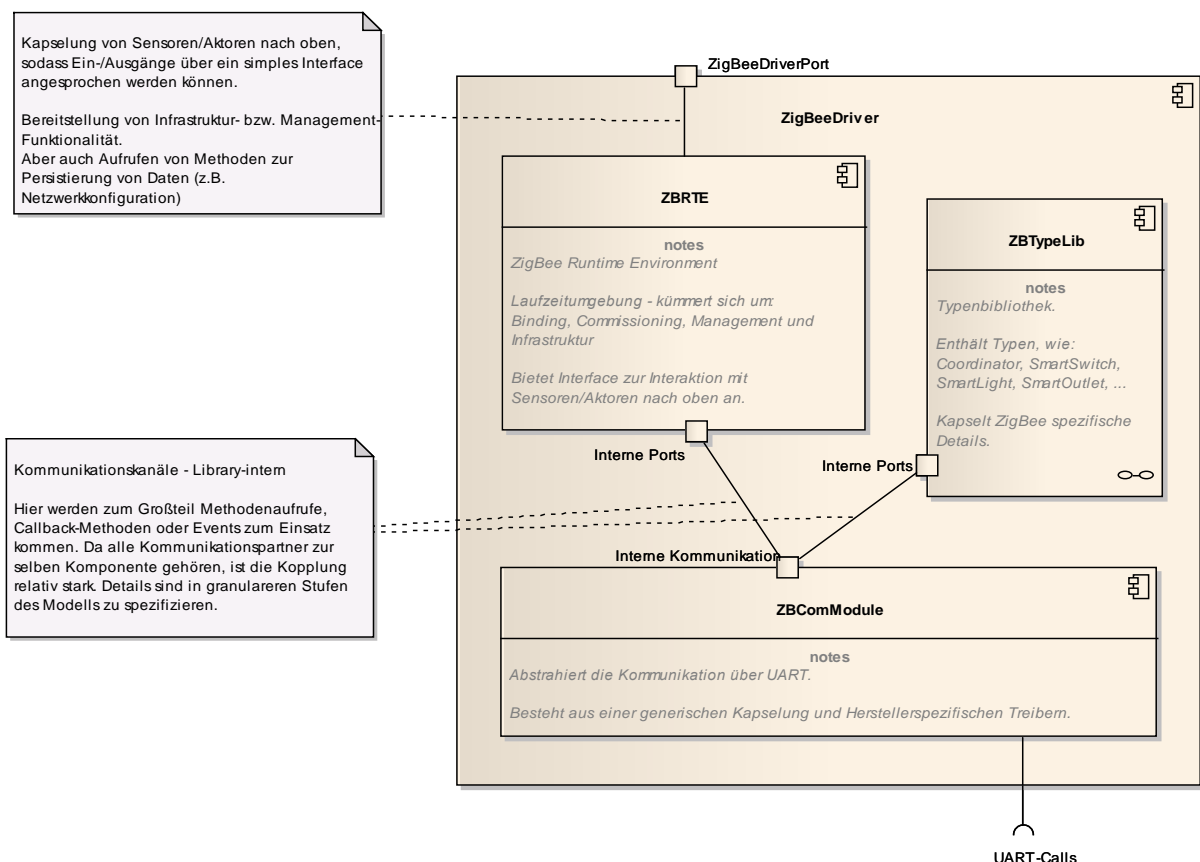 Kapselung von Sensoren/Aktoren nach oben,
sodass Ein-/Ausgänge über ein simples Interface
angesprochen werden können.
Bereitstellung von Infrastruktur- bzw. Management-
Funktionalität.
Aber auch Aufrufen von Methoden zur
Persistierung von Daten (z.B.
Netzwerkkonfiguration)
ZigBeeDriverPort
ZigBeeDriver
ZBRTE
notes
ZigBee Runtime Environment
Laufzeitumgebung - kümmert sich um:
Binding, Commissioning, Management und
Infrastruktur
Bietet Interface zur Interaktion mit
Sensoren/Aktoren nach oben an.
Interne Ports
ZBTypeLib
notes
Typenbibliothek.
Enthält Typen, wie:
Coordinator, SmartSwitch,
SmartLight, SmartOutlet, ...
Kapselt ZigBee spezifische
Details.
Interne Ports
Kommunikationskanäle - Library-intern
Hier werden zum Großteil Methodenaufrufe,
Callback-Methoden oder Events zum Einsatz
kommen. Da alle Kommunikationspartner zur
selben Komponente gehören, ist die Kopplung
relativ stark. Details sind in granulareren Stufen
des Modells zu spezifizieren.
Interne Kommunikation
ZBComModule
notes
Abstrahiert die Kommunikation über UART.
Besteht aus einer generischen Kapselung und Herstellerspezifischen Treibern.
UART-Calls